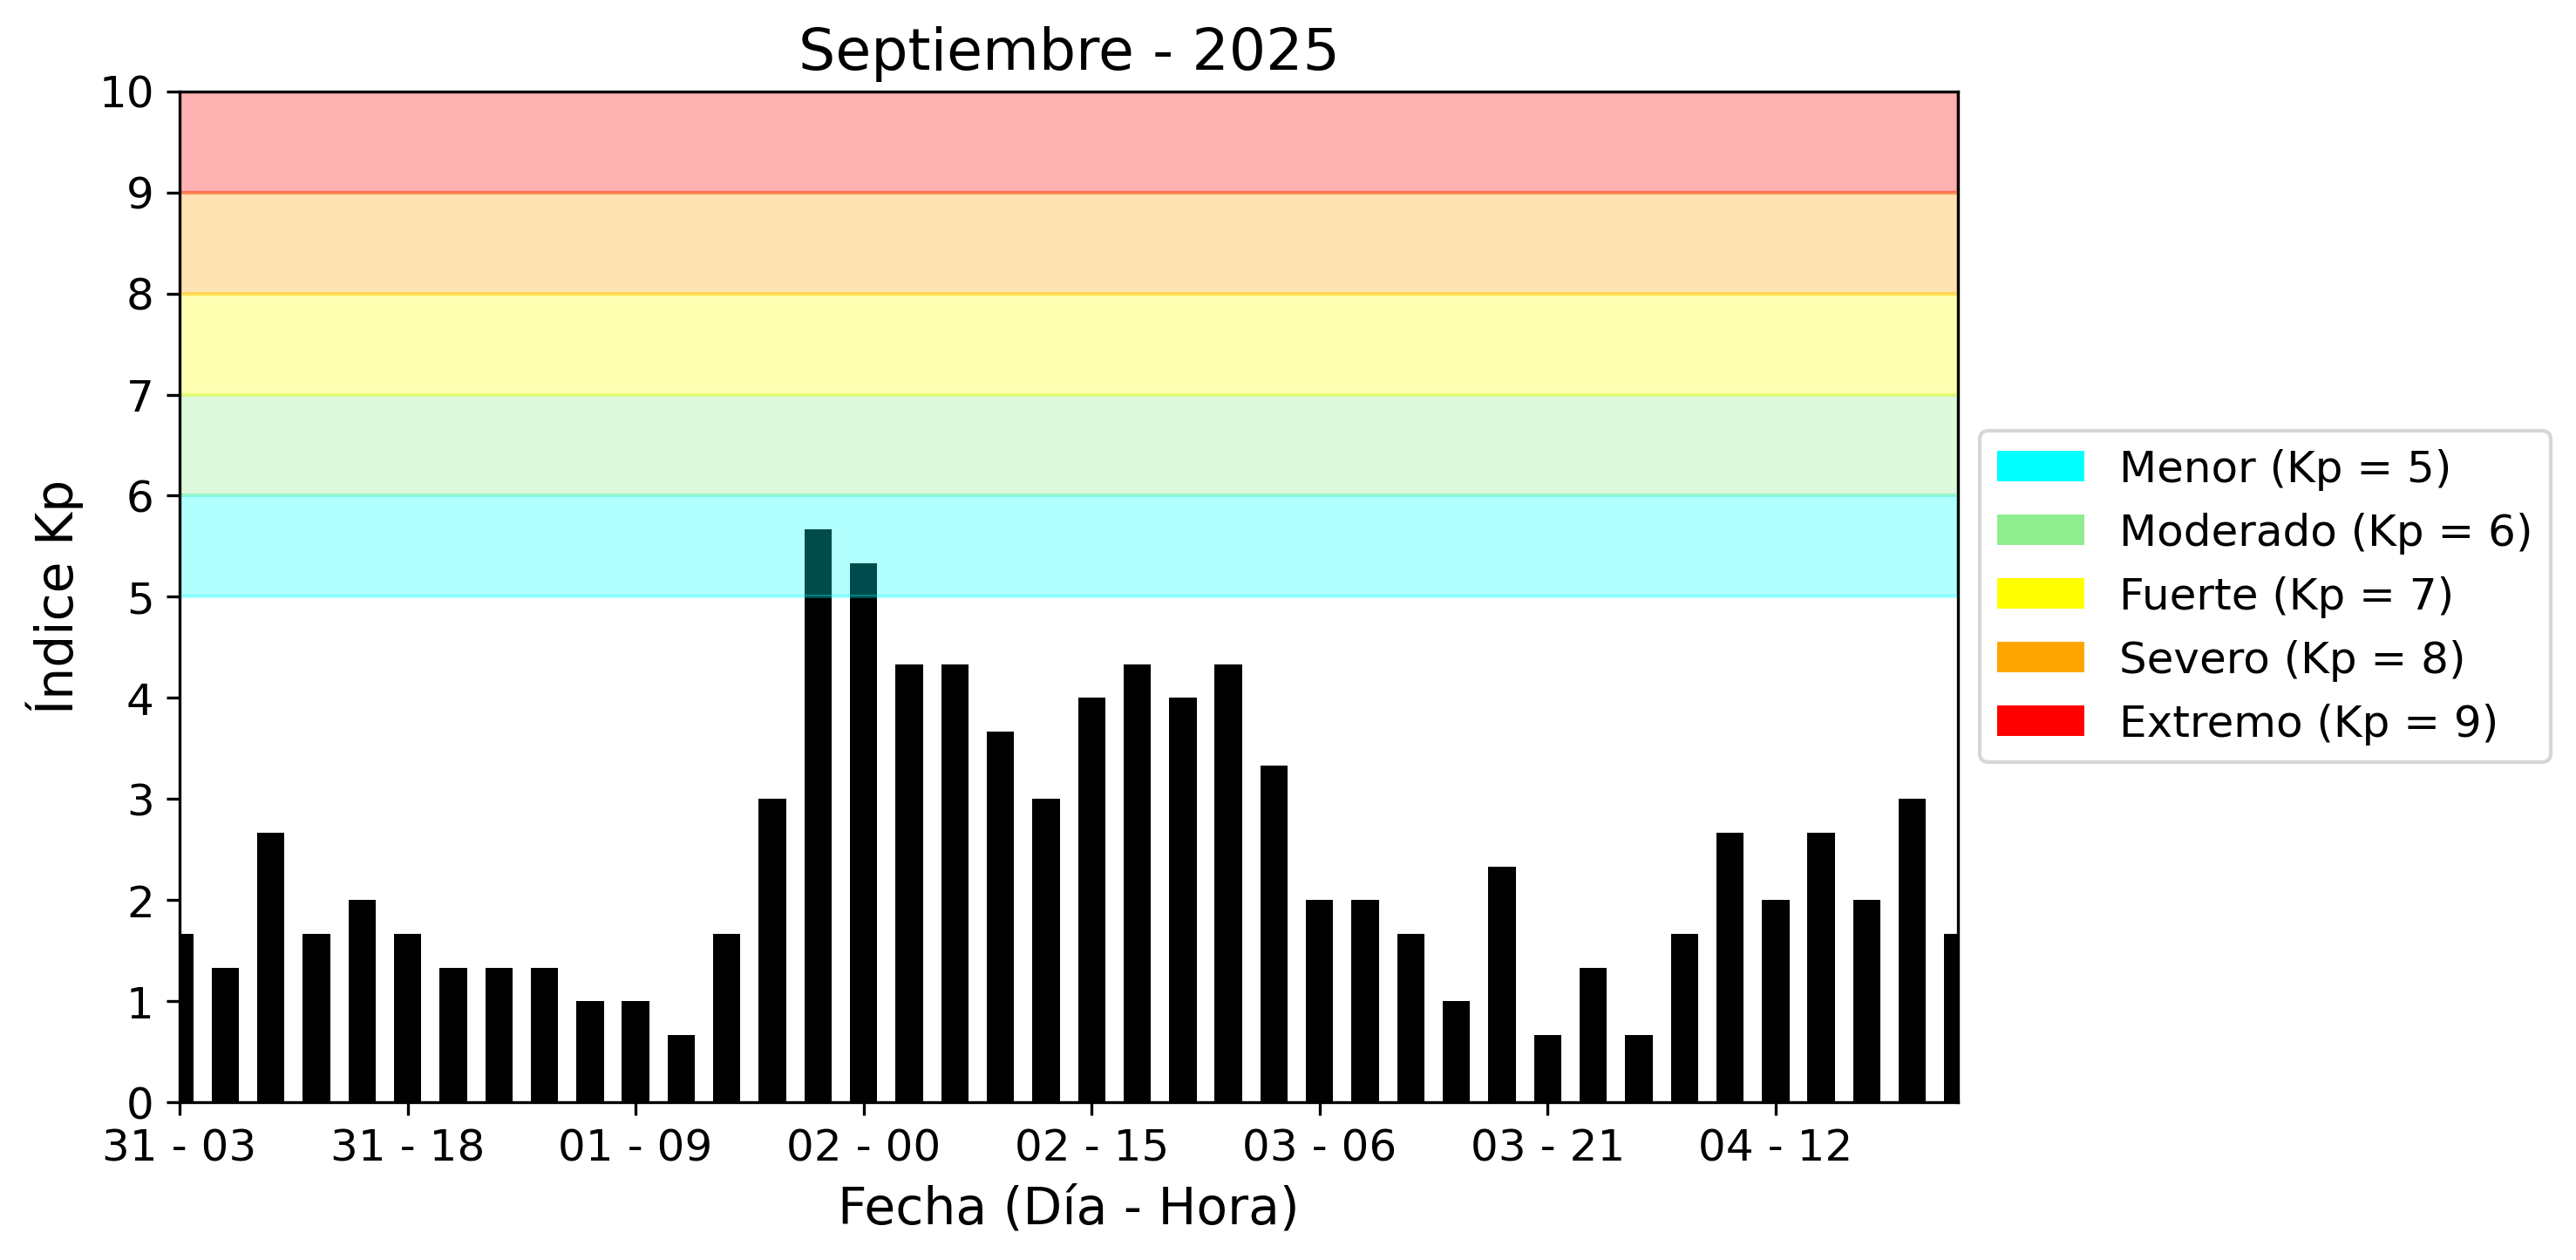 Septiembre - 2025
10
9
8
7
6
5
4
3
2
1
0
Índice Kp
31 - 03
31 - 18
01 - 09
02 - 00
02 - 15
03 - 06
03 - 21
04 - 12
Fecha (Día - Hora)
Menor (Kp = 5)
Moderado (Kp = 6)
Fuerte (Kp = 7)
Severo (Kp = 8)
Extremo (Kp = 9)